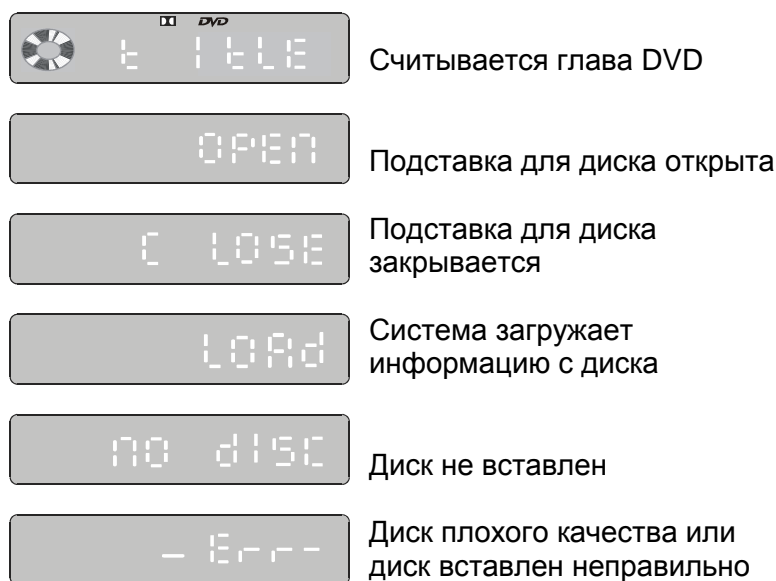 DVD
t ItLE
Считывается глава DVD
OPEN
Подставка для диска открыта
C LOSE
Подставка для диска
закрывается
LOAd
Система загружает
информацию с диска
NO dISC
Диск не вставлен
- Err-
Диск плохого качества или
диск вставлен неправильно